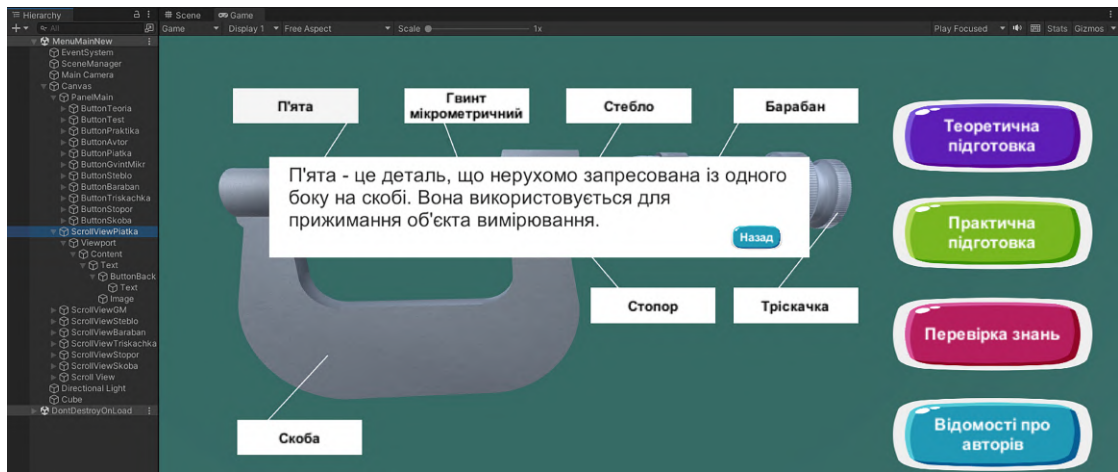 Hierarchy
All
MenuMainNew
EventSystem
SceneManager
Main Camera
Canvas
PanelMain
ButtonTeoria
ButtonTest
ButtonPraktika
ButtonAvtor
ButtonPiatka
ButtonGvintMikr
ButtonSteblo
ButtonBaraban
ButtonTriskachka
ButtonStopor
ButtonSkoba
ScrollViewPiatka
Viewport
Content
Text
ButtonBack
Text
Image
ScrollViewGM
ScrollViewSteblo
ScrollViewBaraban
ScrollViewTriskachka
ScrollViewStopor
ScrollViewSkoba
Scroll View
Directional Light
Cube
DontDestroyOnLoad
Scene Game
Game Display 1 Free Aspect Scale 1x Play Focused Stats Gizmos
П'ята
Гвинт
мікрометричний
Стебло
Барабан
П'ята - це деталь, що нерухомо запресована із одного
боку на скобі. Вона використовується для
прижимання об'єкта вимірювання.
Назад
Стопор
Тріскачка
Скоба
Теоретична
підготовка
Практична
підготовка
Перевірка знань
Відомості про
авторів